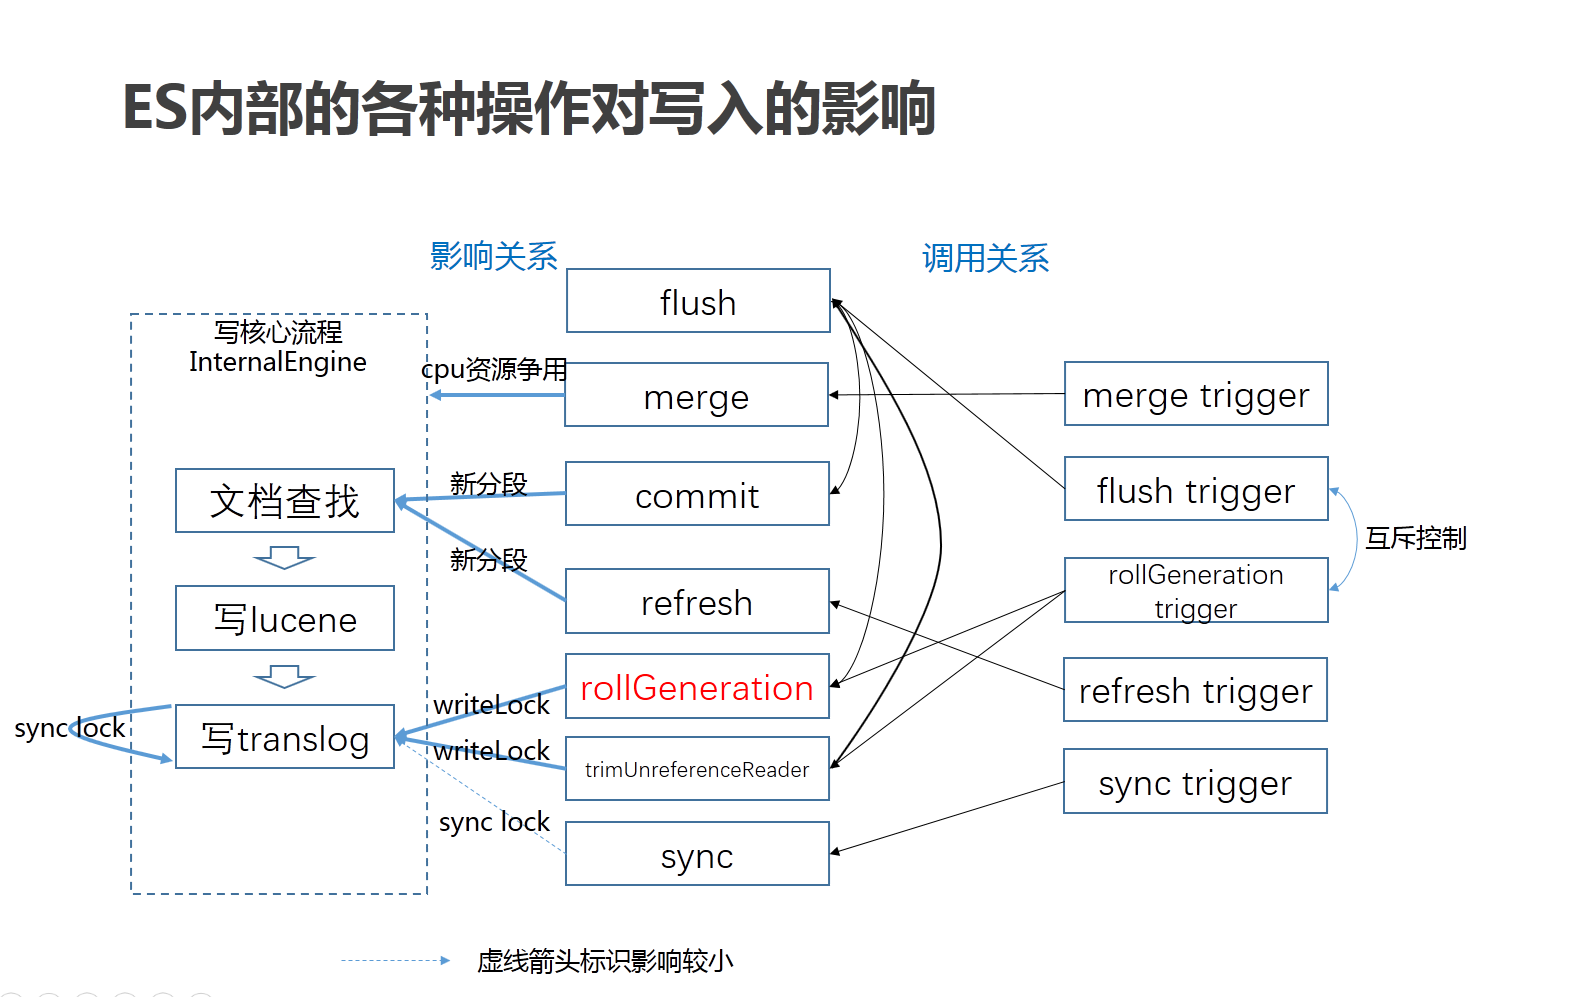 ES内部的各种操作对写入的影响
影响关系
调用关系
写核心流程
InternalEngine
文档查找
写lucene
写translog
sync lock
cpu资源争用
新分段
新分段
writeLock
writeLock
sync lock
flush
merge
commit
refresh
rollGeneration
trimUnreferenceReader
sync
merge trigger
flush trigger
rollGeneration
trigger
refresh trigger
sync trigger
互斥控制
虚线箭头标识影响较小